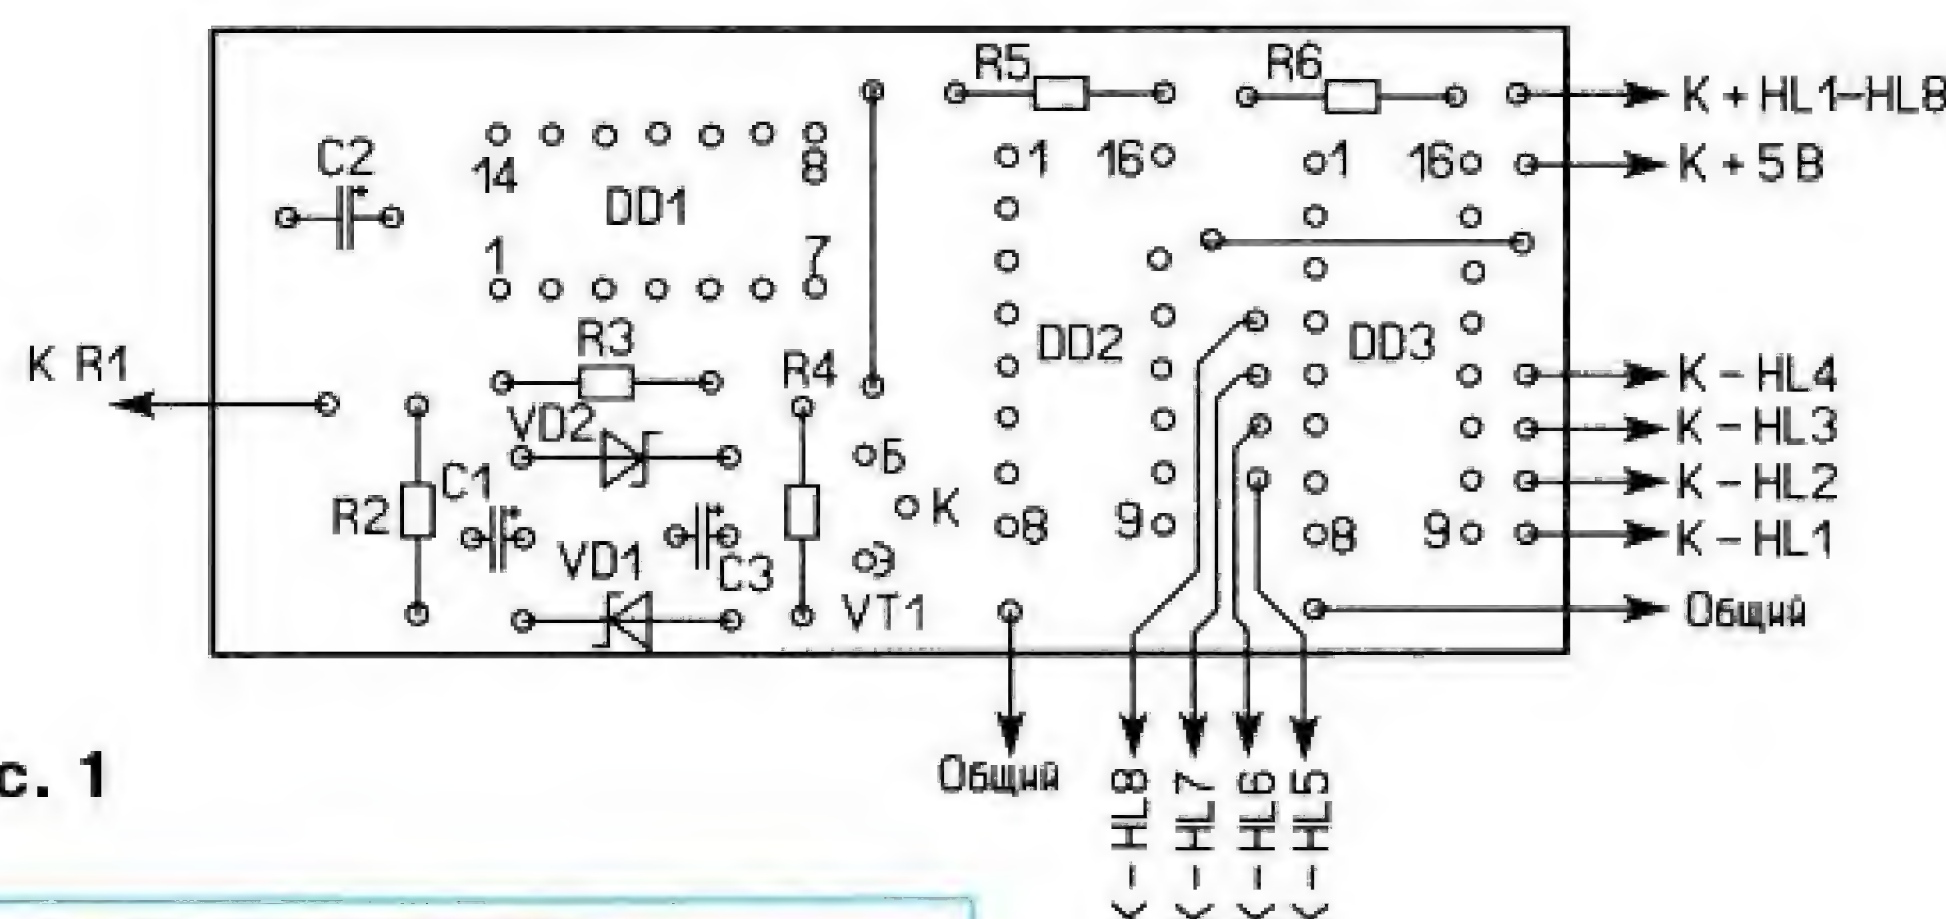 R5
R6
К + HL1–HL8
C2
14
8
1
16
1
16
К + 5 В
DD1
1
7
DD2
DD3
К R1
R3
R4
К – HL4
VD2
К – HL3
C1
Б
R2
К
К – HL2
8
9
8
9
К – HL1
VD1
C3
Э
VT1
Общий
Общий
К – HL8
К – HL7
К – HL6
К – HL5
с. 1